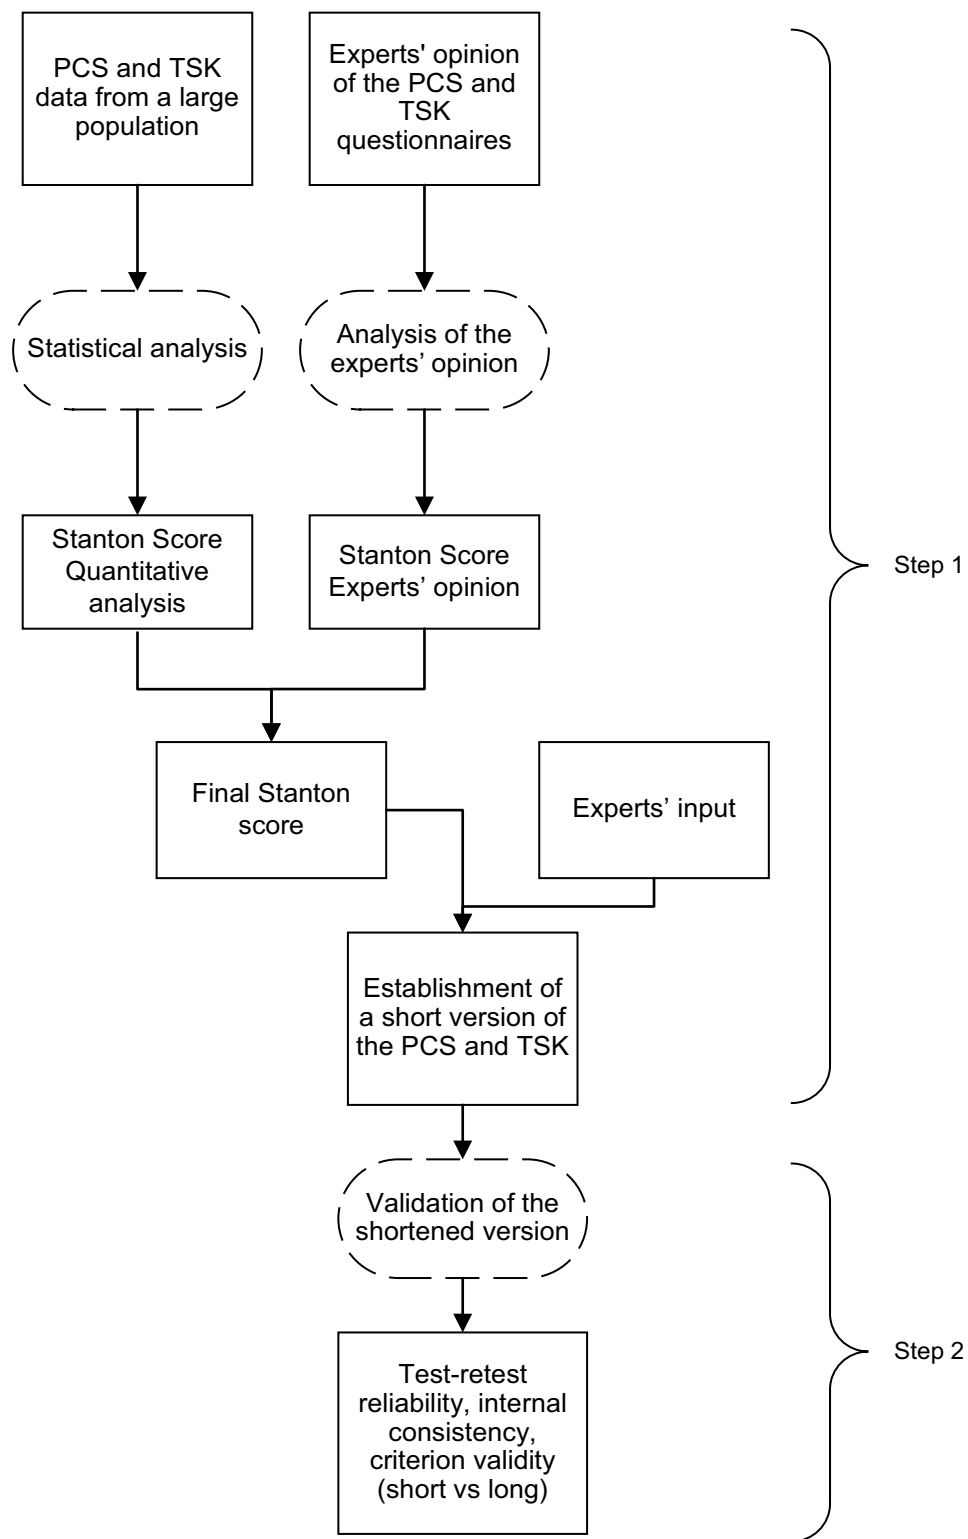 PCS and TSK
data from a large
population
Experts' opinion
of the PCS and
TSK
questionnaires
Statistical analysis
Analysis of the
experts’ opinion
Stanton Score
Quantitative
analysis
Stanton Score
Experts’ opinion
Step 1
Final Stanton
score
Experts’ input
Establishment of
a short version of
the PCS and TSK
Validation of the
shortened version
Step 2
Test-retest
reliability, internal
consistency,
criterion validity
(short vs long)